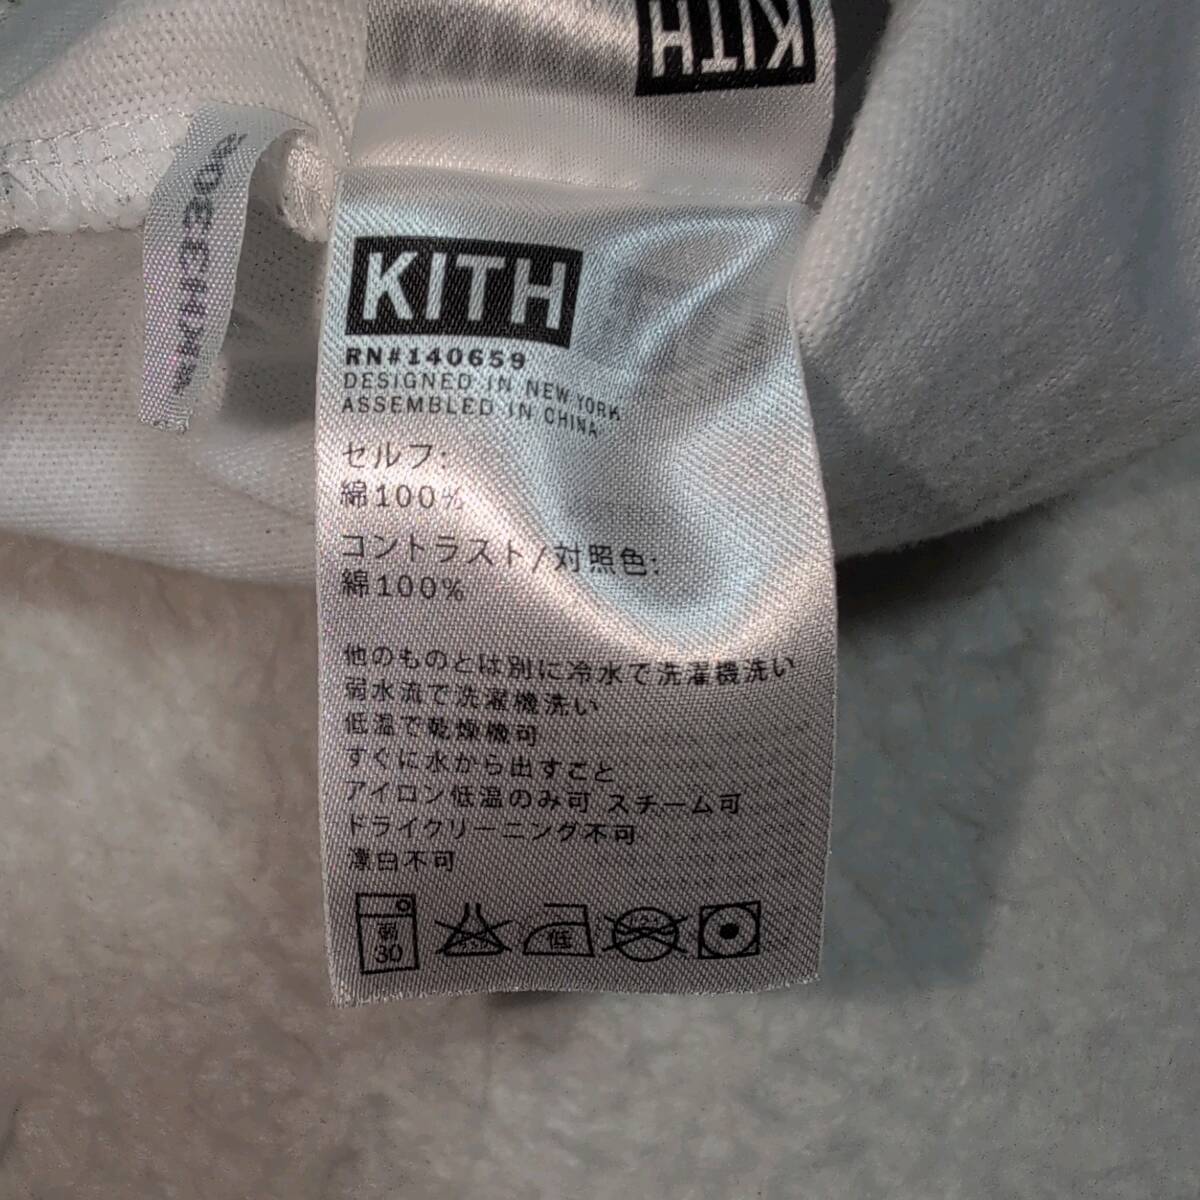 KITH
KITH
RN#140659
DESIGNED IN NEW YORK
ASSEMBLED IN CHINA
セルフ:
綿100%
コントラスト/対照色:
綿100%
他のものとは別に冷水で洗濯機洗い
弱水流で洗濯機洗い
低温で乾燥機可
すぐに水から出すこと
アイロン低温のみ可 スチーム可
ドライクリーニング不可
凛白不可
弱
30
低